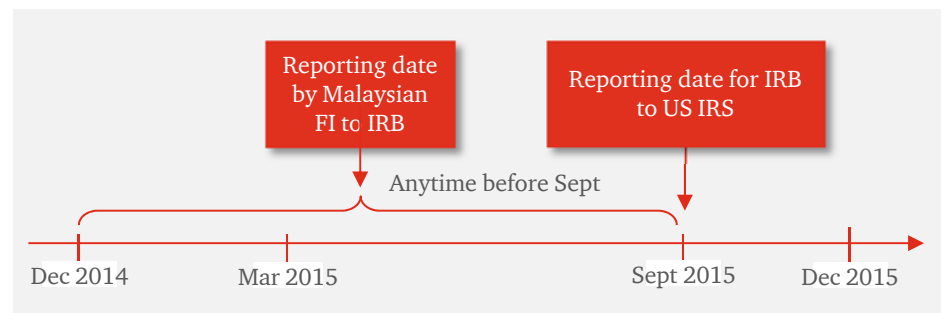 Reporting date
by Malaysian
FI to IRB
Reporting date for IRB
to US IRS
Anytime before Sept
Dec 2014
Mar 2015
Sept 2015
Dec 2015